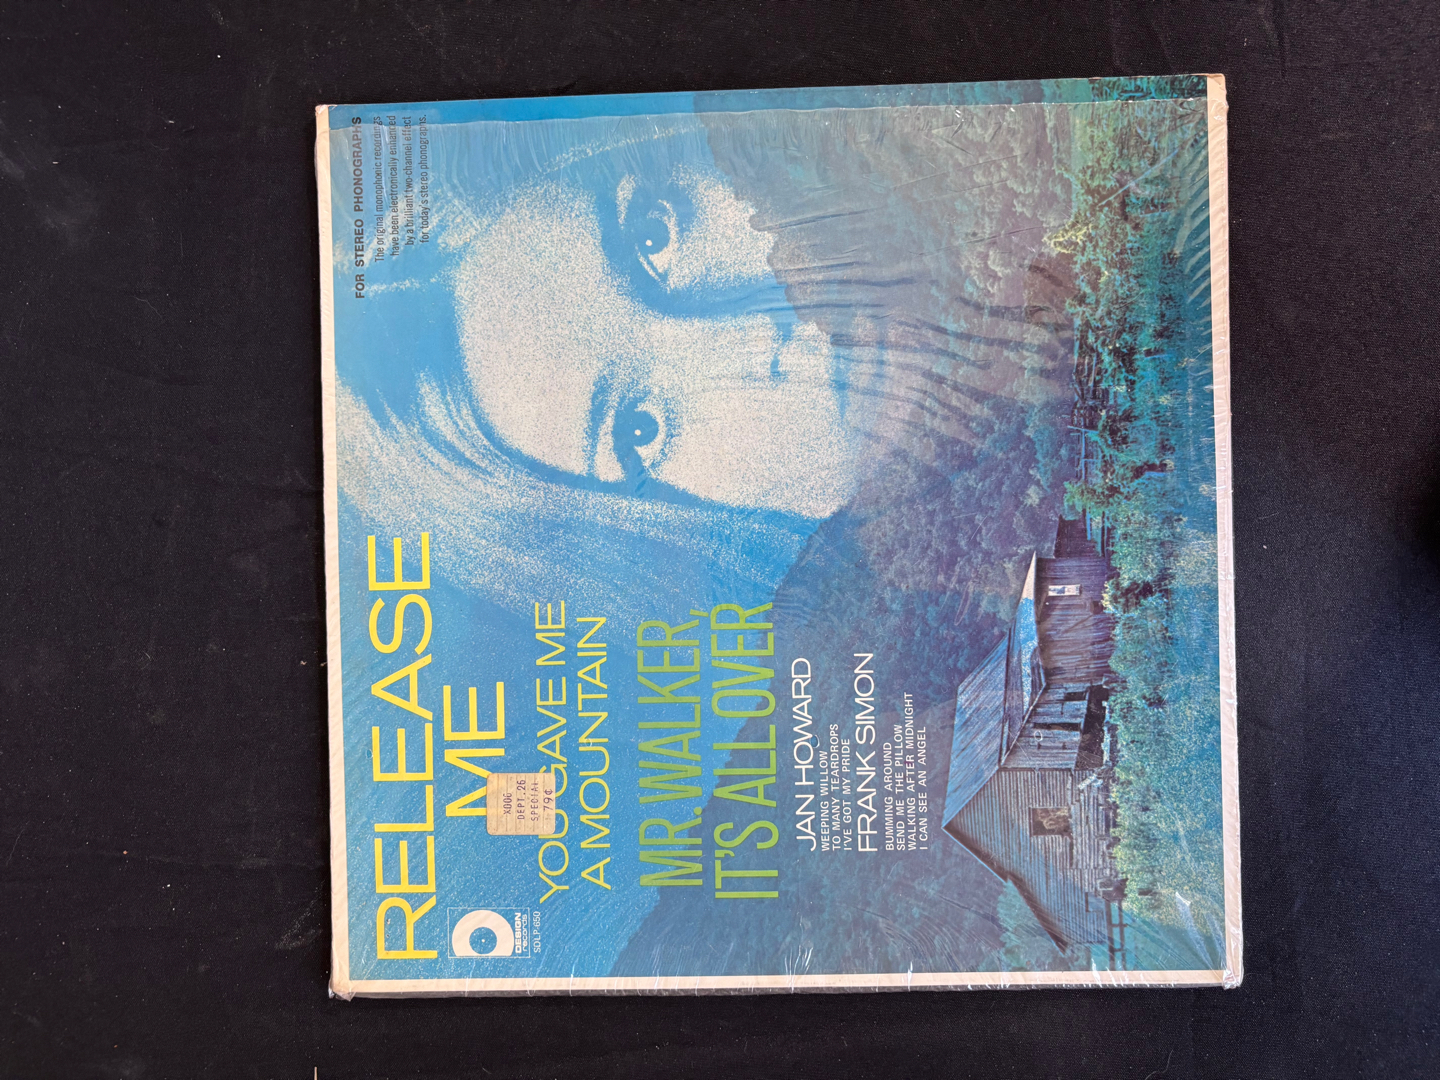 FOR STEREO PHONOGRAPHS
The original monophonic recordings
have been electronically enhanced
by a brilliant two-channel effect
for today's stereo phonographs.
RELEASE
ME
DESIGN
records
SDLP-650
X006
DEPT.26
SPECIAL
79¢
YOU GAVE ME
A MOUNTAIN
MR. WALKER,
IT'S ALL OVER
JAN HOWARD
WEEPING WILLOW
TO MANY TEARDROPS
I'VE GOT MY PRIDE
FRANK SIMON
BUMMING AROUND
SEND ME THE PILLOW
WALKING AFTER MIDNIGHT
I CAN SEE AN ANGEL